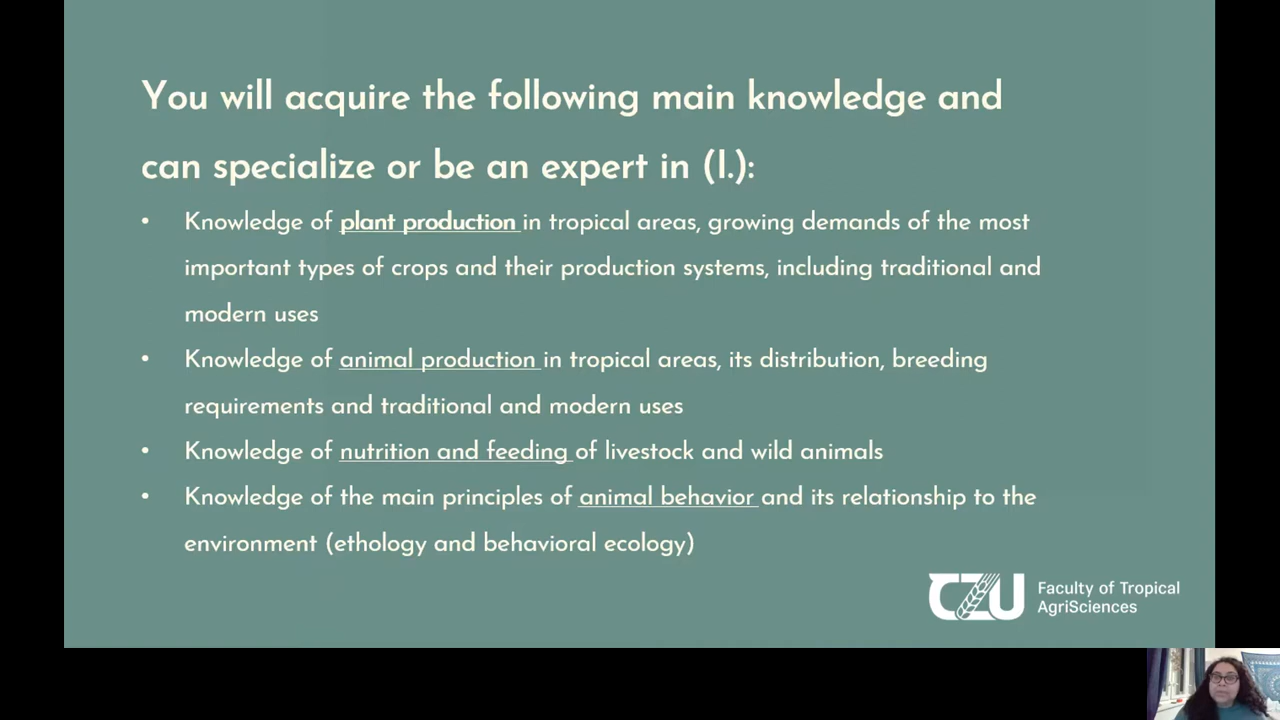 You will acquire the following main knowledge and
can specialize or be an expert in (I.):
• Knowledge of plant production in tropical areas, growing demands of the most
important types of crops and their production systems, including traditional and
modern uses
• Knowledge of animal production in tropical areas, its distribution, breeding
requirements and traditional and modern uses
• Knowledge of nutrition and feeding of livestock and wild animals
• Knowledge of the main principles of animal behavior and its relationship to the
environment (ethology and behavioral ecology)
CZU
Faculty of Tropical
AgriSciences